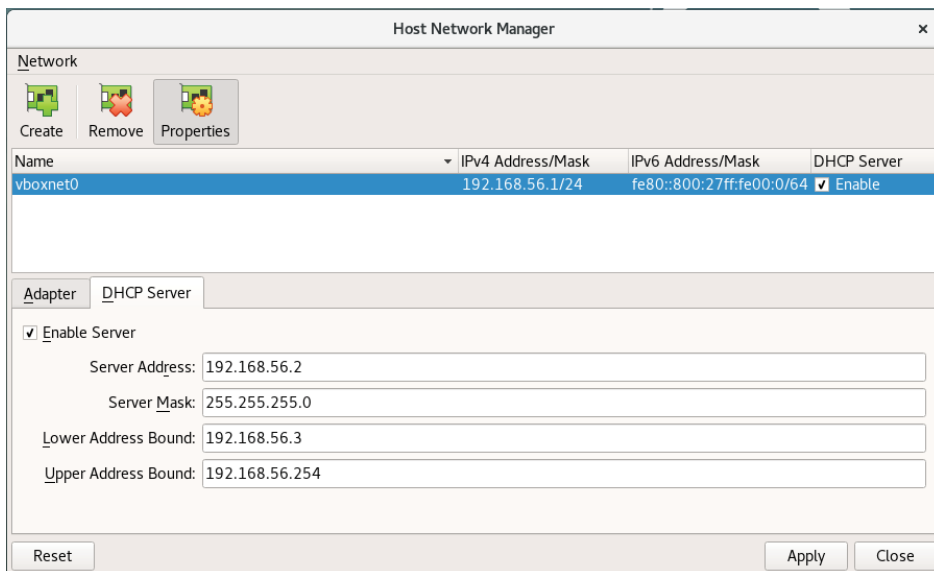 Host Network Manager ×
Network
Create Remove Properties
Name IPv4 Address/Mask IPv6 Address/Mask DHCP Server
vboxnet0 192.168.56.1/24 fe80::800:27ff:fe00:0/64 Enable
Adapter DHCP Server
Enable Server
Server Address: 192.168.56.2
Server Mask: 255.255.255.0
Lower Address Bound: 192.168.56.3
Upper Address Bound: 192.168.56.254
Reset Apply Close